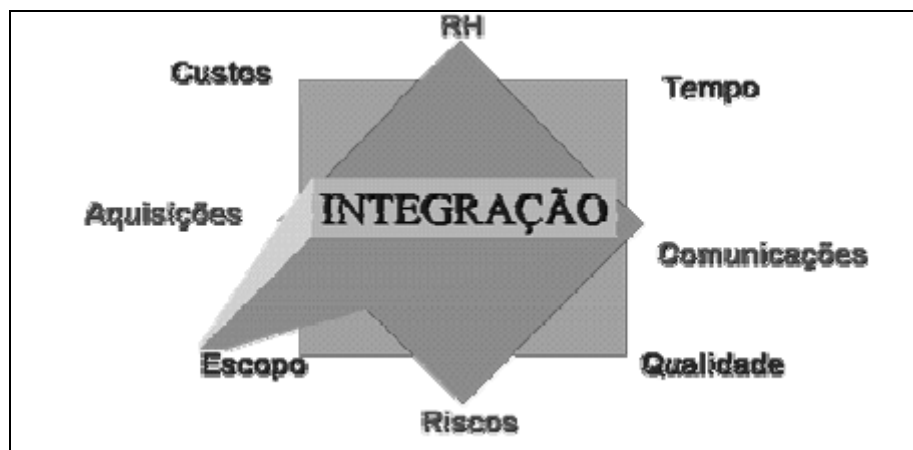 RH
Custos
Tempo
INTEGRAÇÃO
Aquisições
Comunicações
Escopo
Qualidade
Riscos